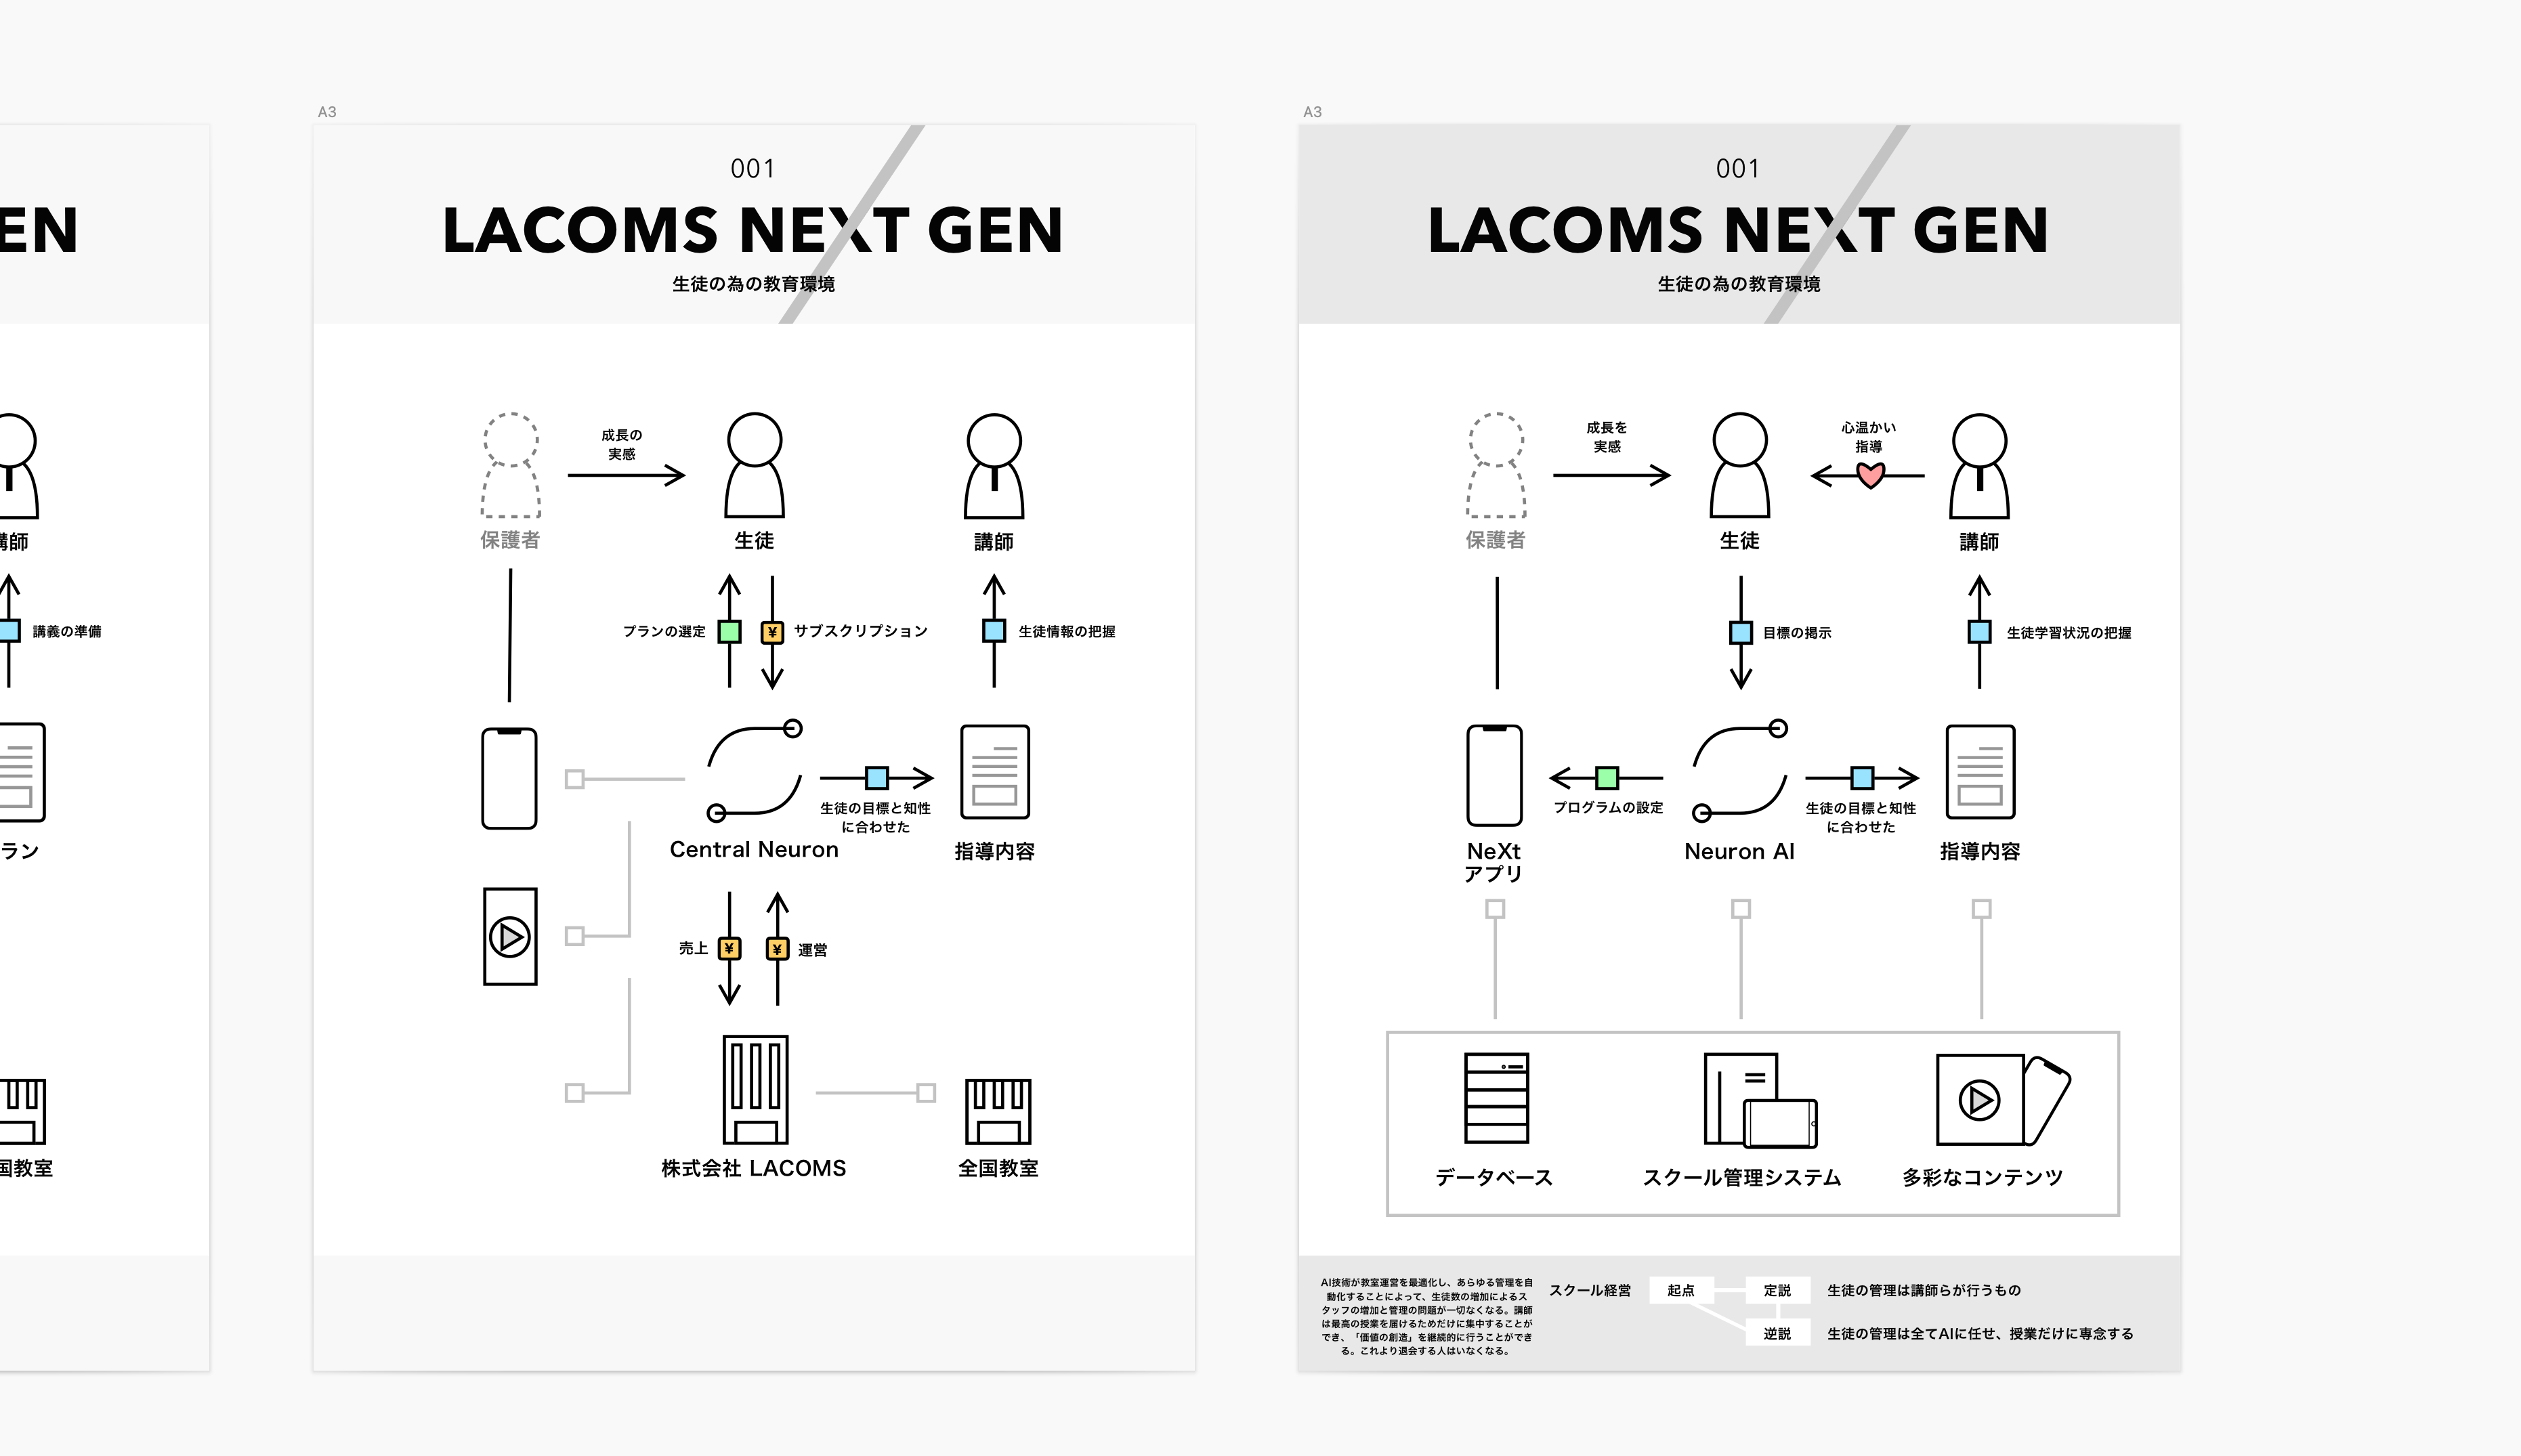 EN
講師
講義の準備
ラン
国教室
A3
001
LACOMS NEXT GEN
生徒の為の教育環境
成長の
実感
保護者
生徒
講師
プランの選定
¥
サブスクリプション
生徒情報の把握
生徒の目標と知性
に合わせた
Central Neuron
指導内容
売上
¥
¥
運営
株式会社 LACOMS
全国教室
A3
001
LACOMS NEXT GEN
生徒の為の教育環境
成長を
実感
心温かい
指導
保護者
生徒
講師
目標の掲示
生徒学習状況の把握
プログラムの設定
生徒の目標と知性
に合わせた
NeXt
アプリ
Neuron AI
指導内容
データベース
スクール管理システム
多彩なコンテンツ
AI技術が教室運営を最適化し、あらゆる管理を自
動化することによって、生徒数の増加によるス
タッフの増加と管理の問題が一切なくなる。講師
は最高の授業を届けるためだけに集中することが
でき、「価値の創造」を継続的に行うことができ
る。これより退会する人はいなくなる。
スクール経営
起点
定説
生徒の管理は講師らが行うもの
逆説
生徒の管理は全てAIに任せ、授業だけに専念する